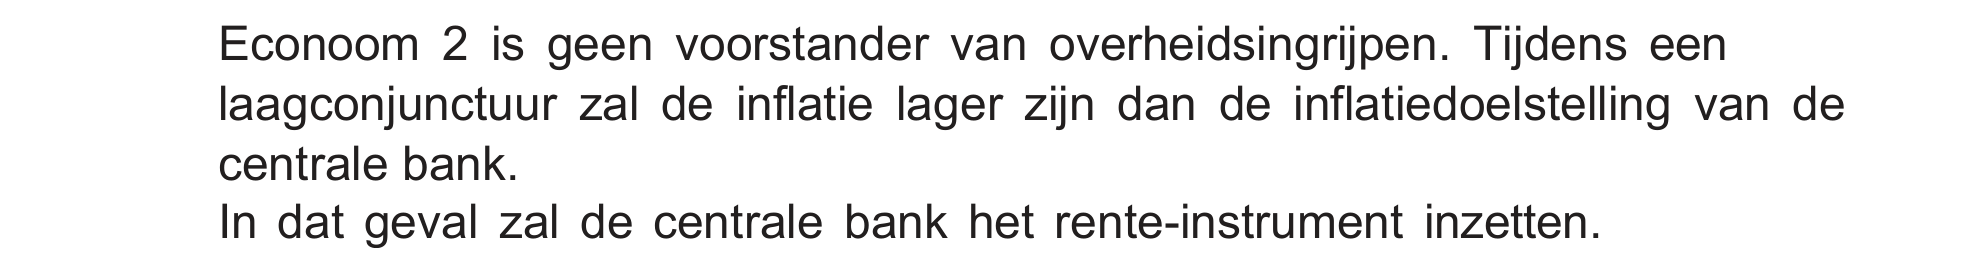 Econoom 2 is geen voorstander van overheidsingrijpen. Tijdens een
laagconjunctuur zal de inflatie lager zijn dan de inflatiedoelstelling van de
centrale bank.
In dat geval zal de centrale bank het rente-instrument inzetten.